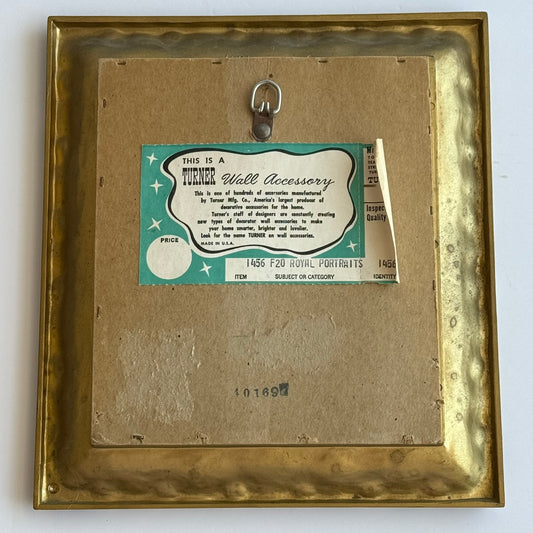 THIS IS A
TURNER Wall Accessory
This is one of hundreds of accessories manufactured
by Turner Mfg. Co., America's largest producer of
decorative accessories for the home.
Turner's staff of designers are constantly creating
new types of decorator wall accessories to make
your home smarter, brighter and lovelier.
Look for the name TURNER on wall accessories.
MADE IN U.S.A.
PRICE
1456 F20 ROYAL PORTRAITS 1456
ITEM SUBJECT OR CATEGORY IDENTITY
Inspec
Quality